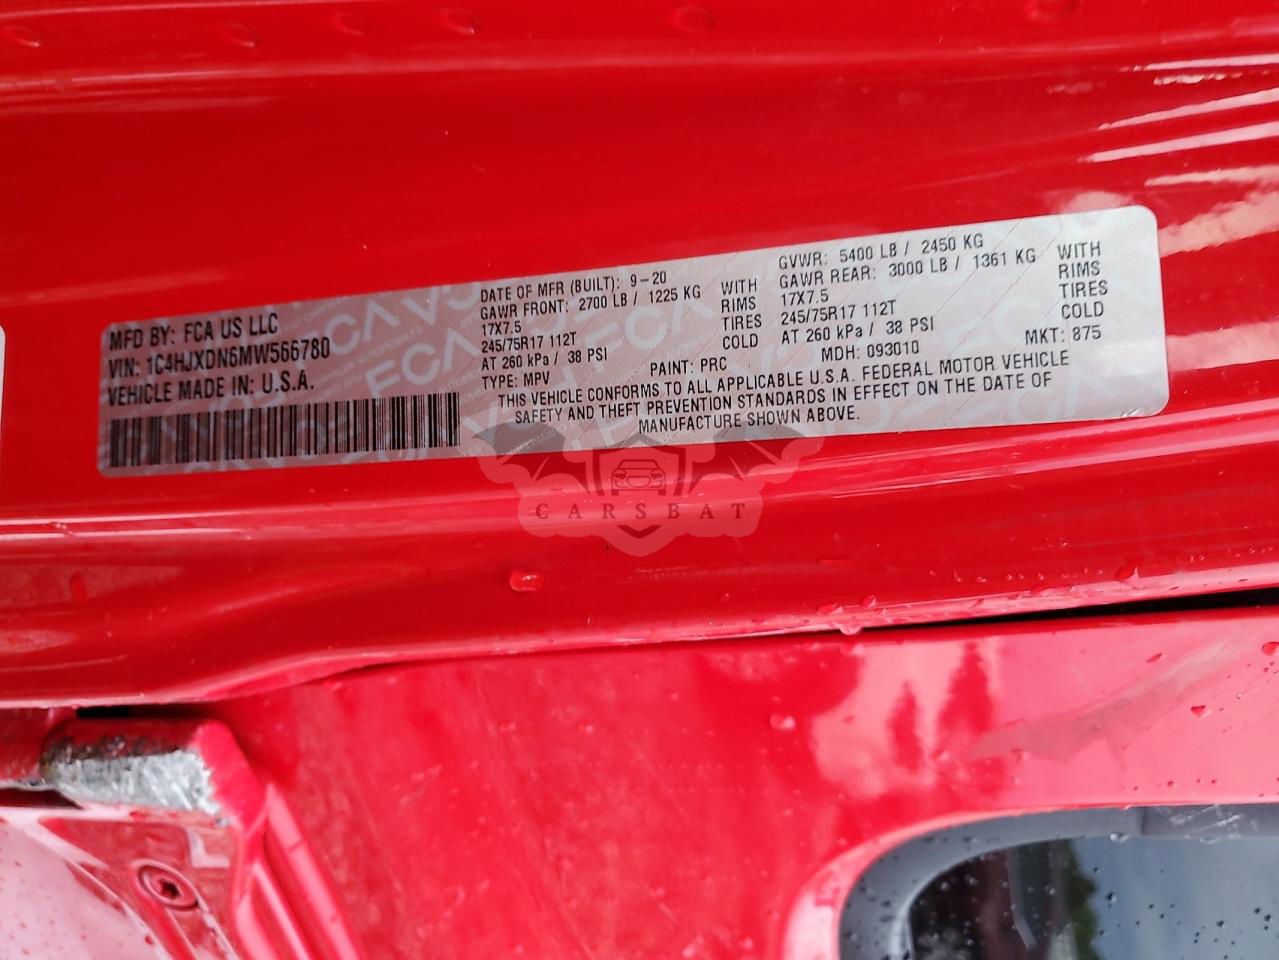 MFD BY: FCA US LLC
VIN: 1C4HJXDN6MW566780
VEHICLE MADE IN: U.S.A.
DATE OF MFR (BUILT): 9-20
GAWR FRONT: 2700 LB / 1225 KG WITH
17X7.5 RIMS
245/75R17 112T TIRES
AT 260 kPa / 38 PSI COLD
TYPE: MPV
PAINT: PRC
GVWR: 5400 LB / 2450 KG
GAWR REAR: 3000 LB / 1361 KG WITH
17X7.5 RIMS
245/75R17 112T TIRES
AT 260 kPa / 38 PSI COLD
MDH: 093010
MKT: 875
THIS VEHICLE CONFORMS TO ALL APPLICABLE U.S.A. FEDERAL MOTOR VEHICLE
SAFETY AND THEFT PREVENTION STANDARDS IN EFFECT ON THE DATE OF
MANUFACTURE SHOWN ABOVE.
CARSBAT